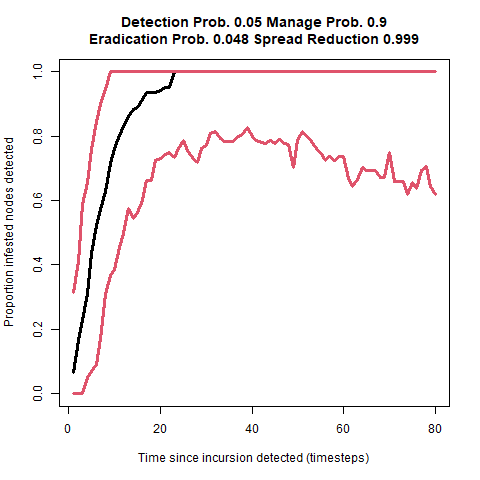 Detection Prob. 0.05 Manage Prob. 0.9
Eradication Prob. 0.048 Spread Reduction 0.999
Proportion infested nodes detected
1.0
0.8
0.6
0.4
0.2
0.0
0 20 40 60 80
Time since incursion detected (timesteps)